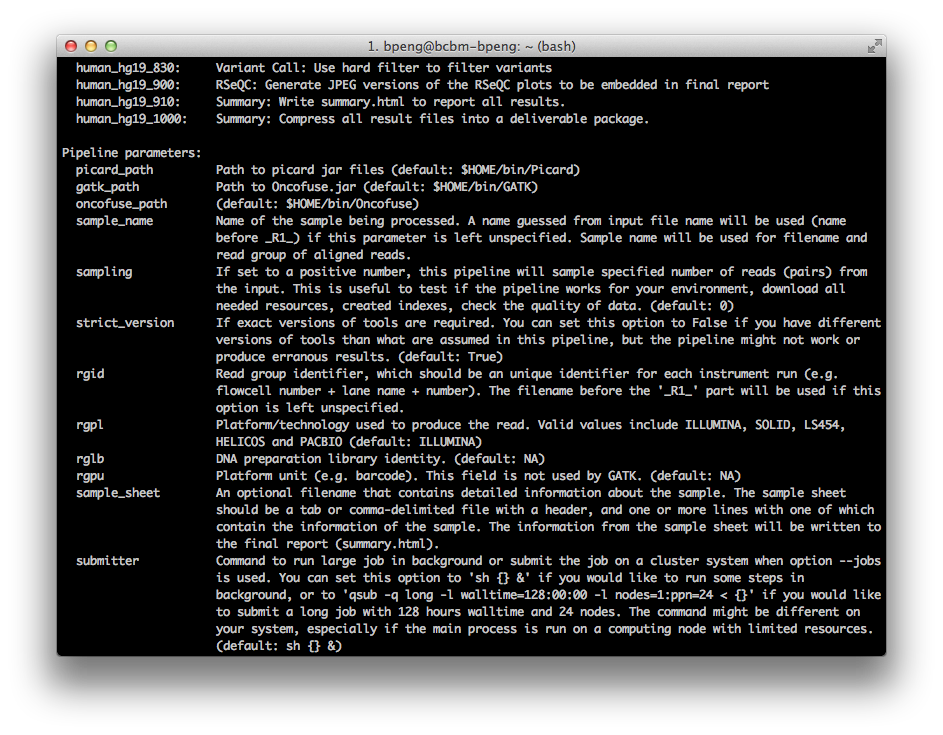 1. bpeng@bcbm-bpeng: ~ (bash)
human_hg19_830: Variant Call: Use hard filter to filter variants
human_hg19_900: RSeQC: Generate JPEG versions of the RSeQC plots to be embedded in final report
human_hg19_910: Summary: Write summary.html to report all results.
human_hg19_1000: Summary: Compress all result files into a deliverable package.
Pipeline parameters:
picard_path Path to picard jar files (default: $HOME/bin/Picard)
gatk_path Path to Oncofuse.jar (default: $HOME/bin/GATK)
oncofuse_path (default: $HOME/bin/Oncofuse)
sample_name Name of the sample being processed. A name guessed from input file name will be used (name
before _R1_) if this parameter is left unspecified. Sample name will be used for filename and
read group of aligned reads.
sampling If set to a positive number, this pipeline will sample specified number of reads (pairs) from
the input. This is useful to test if the pipeline works for your environment, download all
needed resources, created indexes, check the quality of data. (default: 0)
strict_version If exact versions of tools are required. You can set this option to False if you have different
versions of tools than what are assumed in this pipeline, but the pipeline might not work or
produce erranous results. (default: True)
rgid Read group identifier, which should be an unique identifier for each instrument run (e.g.
flowcell number + lane name + number). The filename before the '_R1_' part will be used if this
option is left unspecified.
rgpl Platform/technology used to produce the read. Valid values include ILLUMINA, SOLID, LS454,
HELICOS and PACBIO (default: ILLUMINA)
rglb DNA preparation library identity. (default: NA)
rgpu Platform unit (e.g. barcode). This field is not used by GATK. (default: NA)
sample_sheet An optional filename that contains detailed information about the sample. The sample sheet
should be a tab or comma-delimited file with a header, and one or more lines with one of which
contain the information of the sample. The information from the sample sheet will be written to
the final report (summary.html).
submitter Command to run large job in background or submit the job on a cluster system when option --jobs
is used. You can set this option to 'sh {} &' if you would like to run some steps in
background, or to 'qsub -q long -l walltime=128:00:00 -l nodes=1:ppn=24 < {}' if you would like
to submit a long job with 128 hours walltime and 24 nodes. The command might be different on
your system, especially if the main process is run on a computing node with limited resources.
(default: sh {} &)